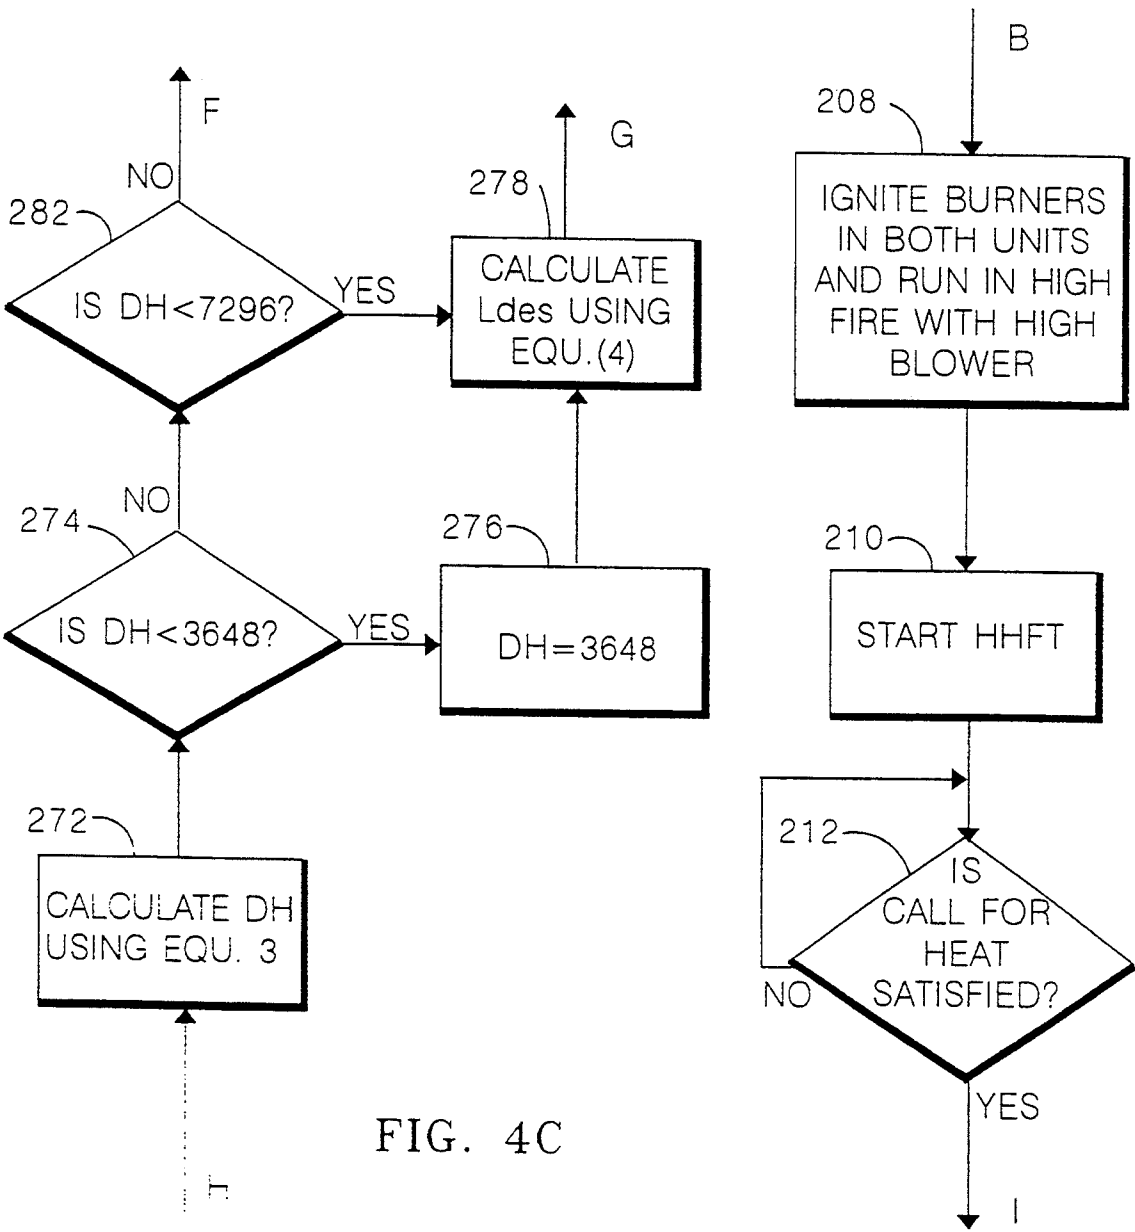 F
NO
282
IS DH<7296?
YES
G
278
CALCULATE
Ldes USING
EQU.(4)
NO
274
IS DH<3648?
YES
276
DH=3648
272
CALCULATE DH
USING EQU. 3
B
208
IGNITE BURNERS
IN BOTH UNITS
AND RUN IN HIGH
FIRE WITH HIGH
BLOWER
210
START HHFT
212
IS
CALL FOR
HEAT
SATISFIED?
NO
YES
I
FIG. 4C